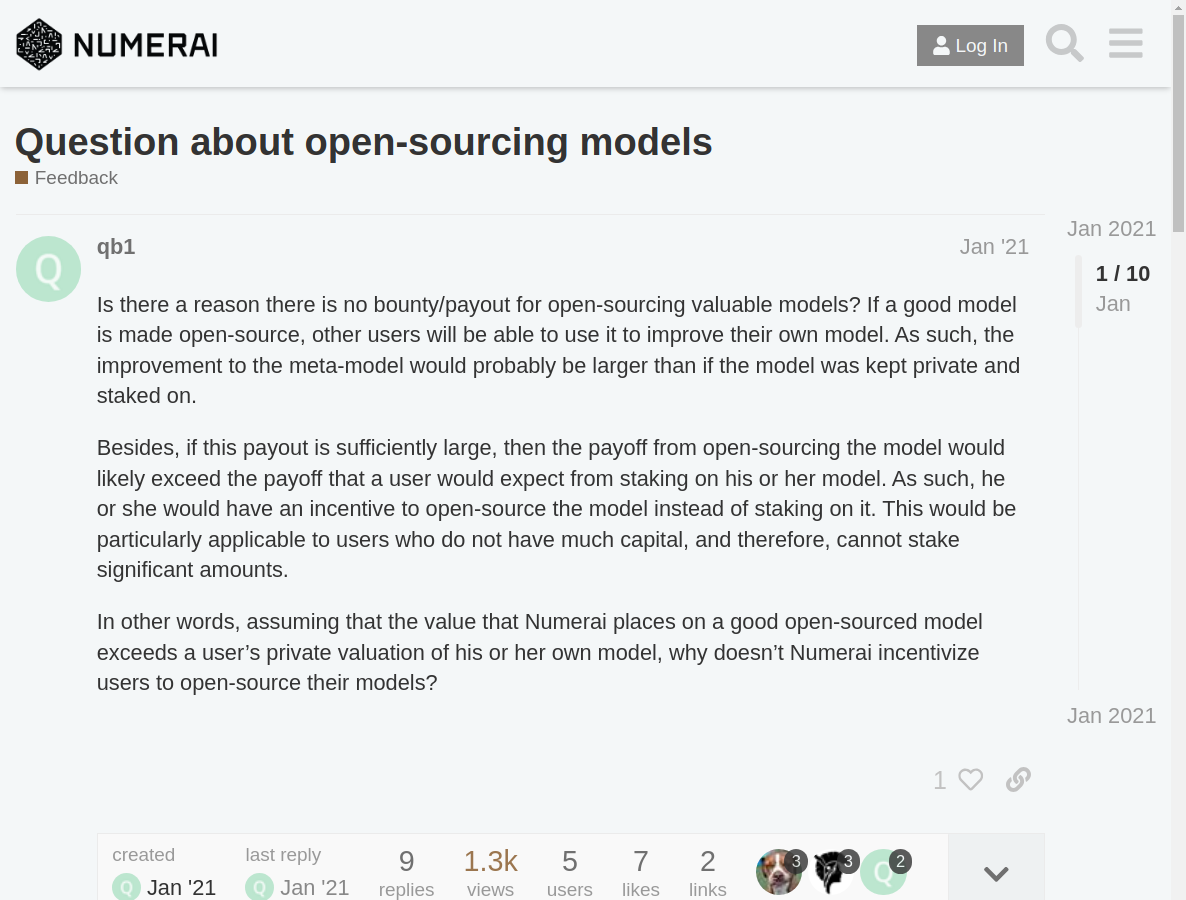 NUMERAI
Log In
Question about open-sourcing models
Feedback
Jan 2021
1 / 10
Jan
Jan 2021
Q
qb1
Jan '21
Is there a reason there is no bounty/payout for open-sourcing valuable models? If a good model
is made open-source, other users will be able to use it to improve their own model. As such, the
improvement to the meta-model would probably be larger than if the model was kept private and
staked on.
Besides, if this payout is sufficiently large, then the payoff from open-sourcing the model would
likely exceed the payoff that a user would expect from staking on his or her model. As such, he
or she would have an incentive to open-source the model instead of staking on it. This would be
particularly applicable to users who do not have much capital, and therefore, cannot stake
significant amounts.
In other words, assuming that the value that Numerai places on a good open-sourced model
exceeds a user’s private valuation of his or her own model, why doesn’t Numerai incentivize
users to open-source their models?
1
created
Q Jan '21
last reply
Q Jan '21
9
replies
1.3k
views
5
users
7
likes
2
links
3
3
Q 2